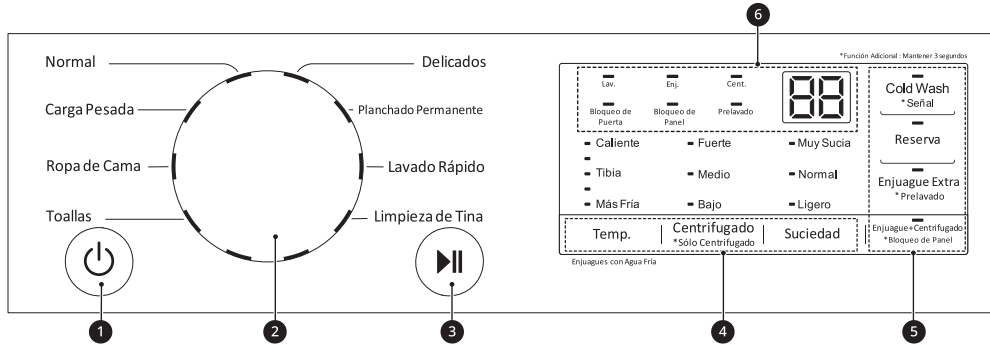 6
*Función Adicional : Mantener 3 segundos
Normal
Delicados
Carga Pesada
Planchado Permanente
Ropa de Cama
Lavado Rápido
Toallas
Limpieza de Tina
Lav.
Enj.
Cent.
88
Bloqueo de
Puerta
Bloqueo de
Panel
Prelavado
Caliente
Fuerte
Muy Sucia
Tibia
Medio
Normal
Más Fría
Bajo
Ligero
Temp.
Centrifugado
*Sólo Centrifugado
Suciedad
Cold Wash
*Señal
Reserva
Enjuague Extra
*Prelavado
Enjuague+Centrifugado
*Bloqueo de Panel
Enjuagues con Agua Fría
1
2
3
4
5